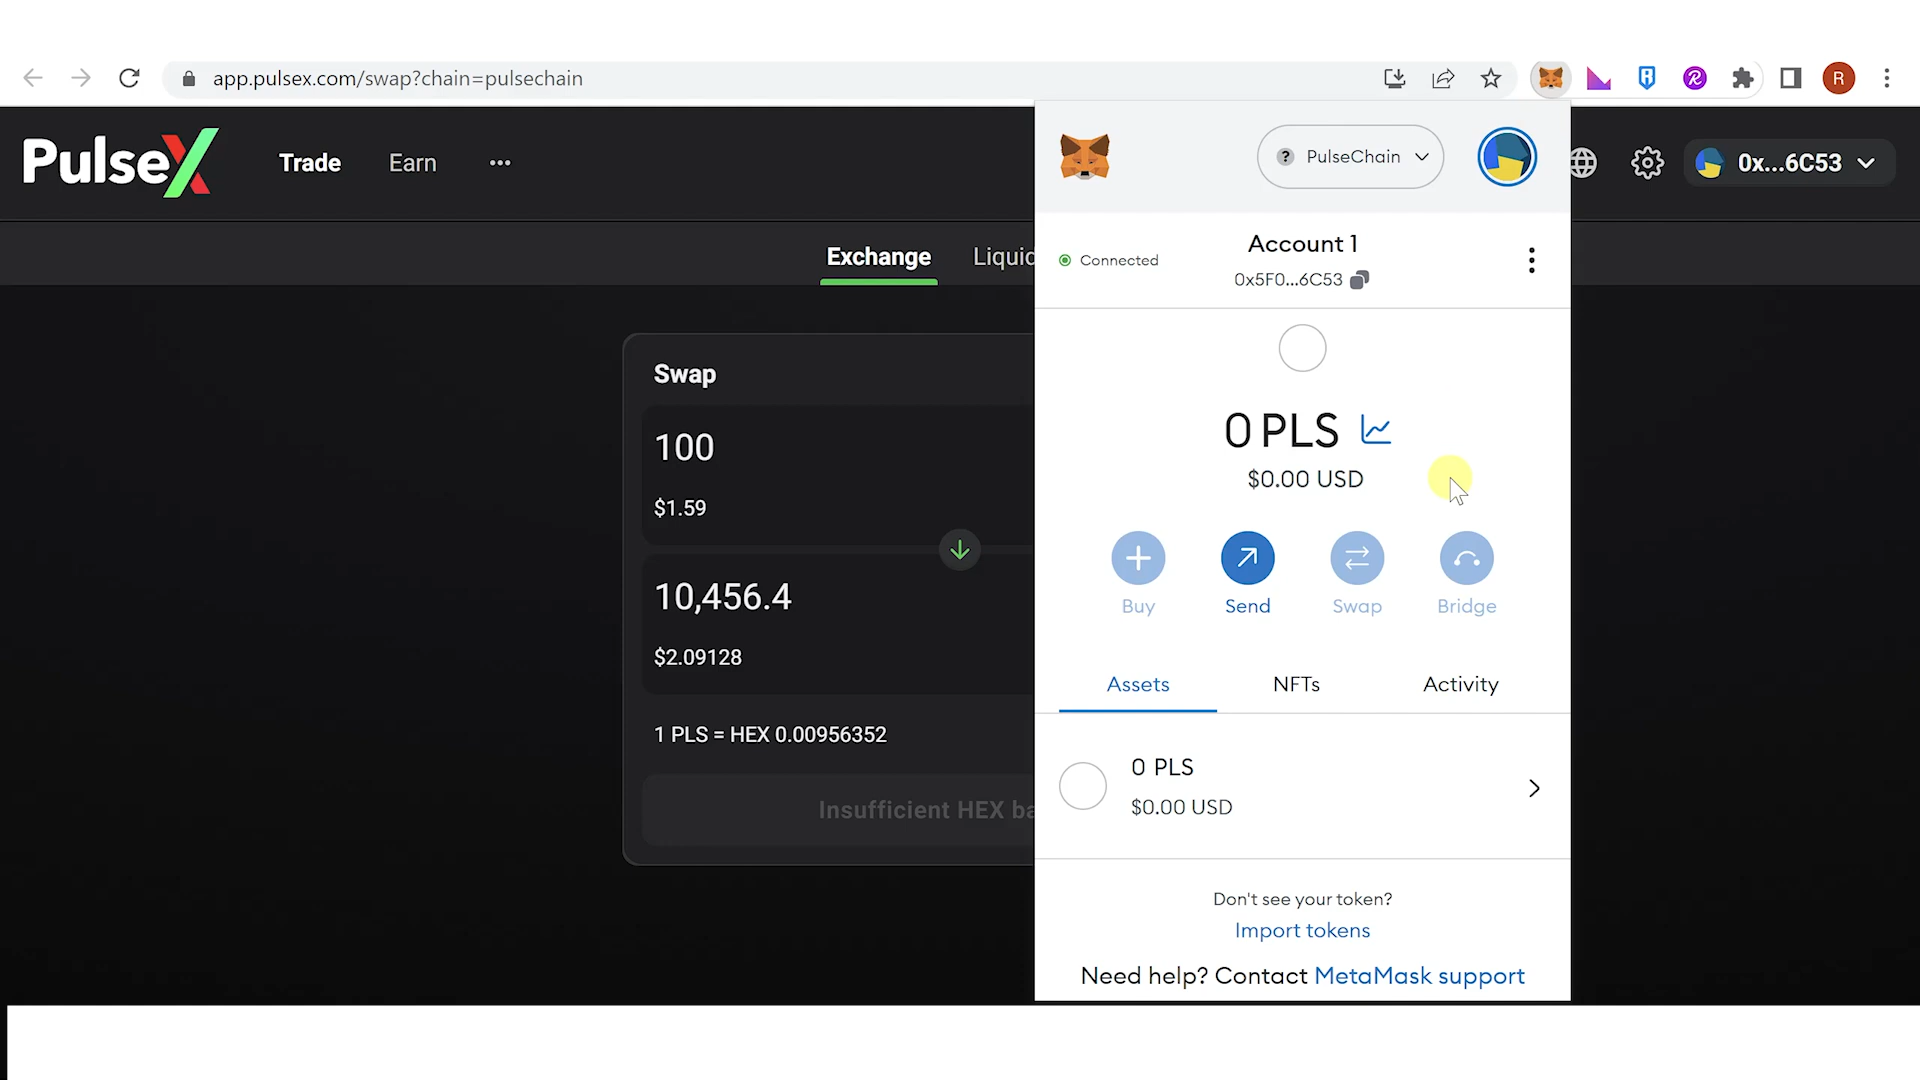 app.pulsex.com/swap?chain=pulsechain
R
PulseX
Trade
Earn
0x...6C53
PulseChain
Exchange
Liquid
Connected
Account 1
0x5F0...6C53
Swap
100
$1.59
10,456.4
$2.09128
1 PLS = HEX 0.00956352
Insufficient HEX ba
0 PLS
$0.00 USD
Buy
Send
Swap
Bridge
Assets
NFTs
Activity
0 PLS
$0.00 USD
Don't see your token?
Import tokens
Need help? Contact MetaMask support